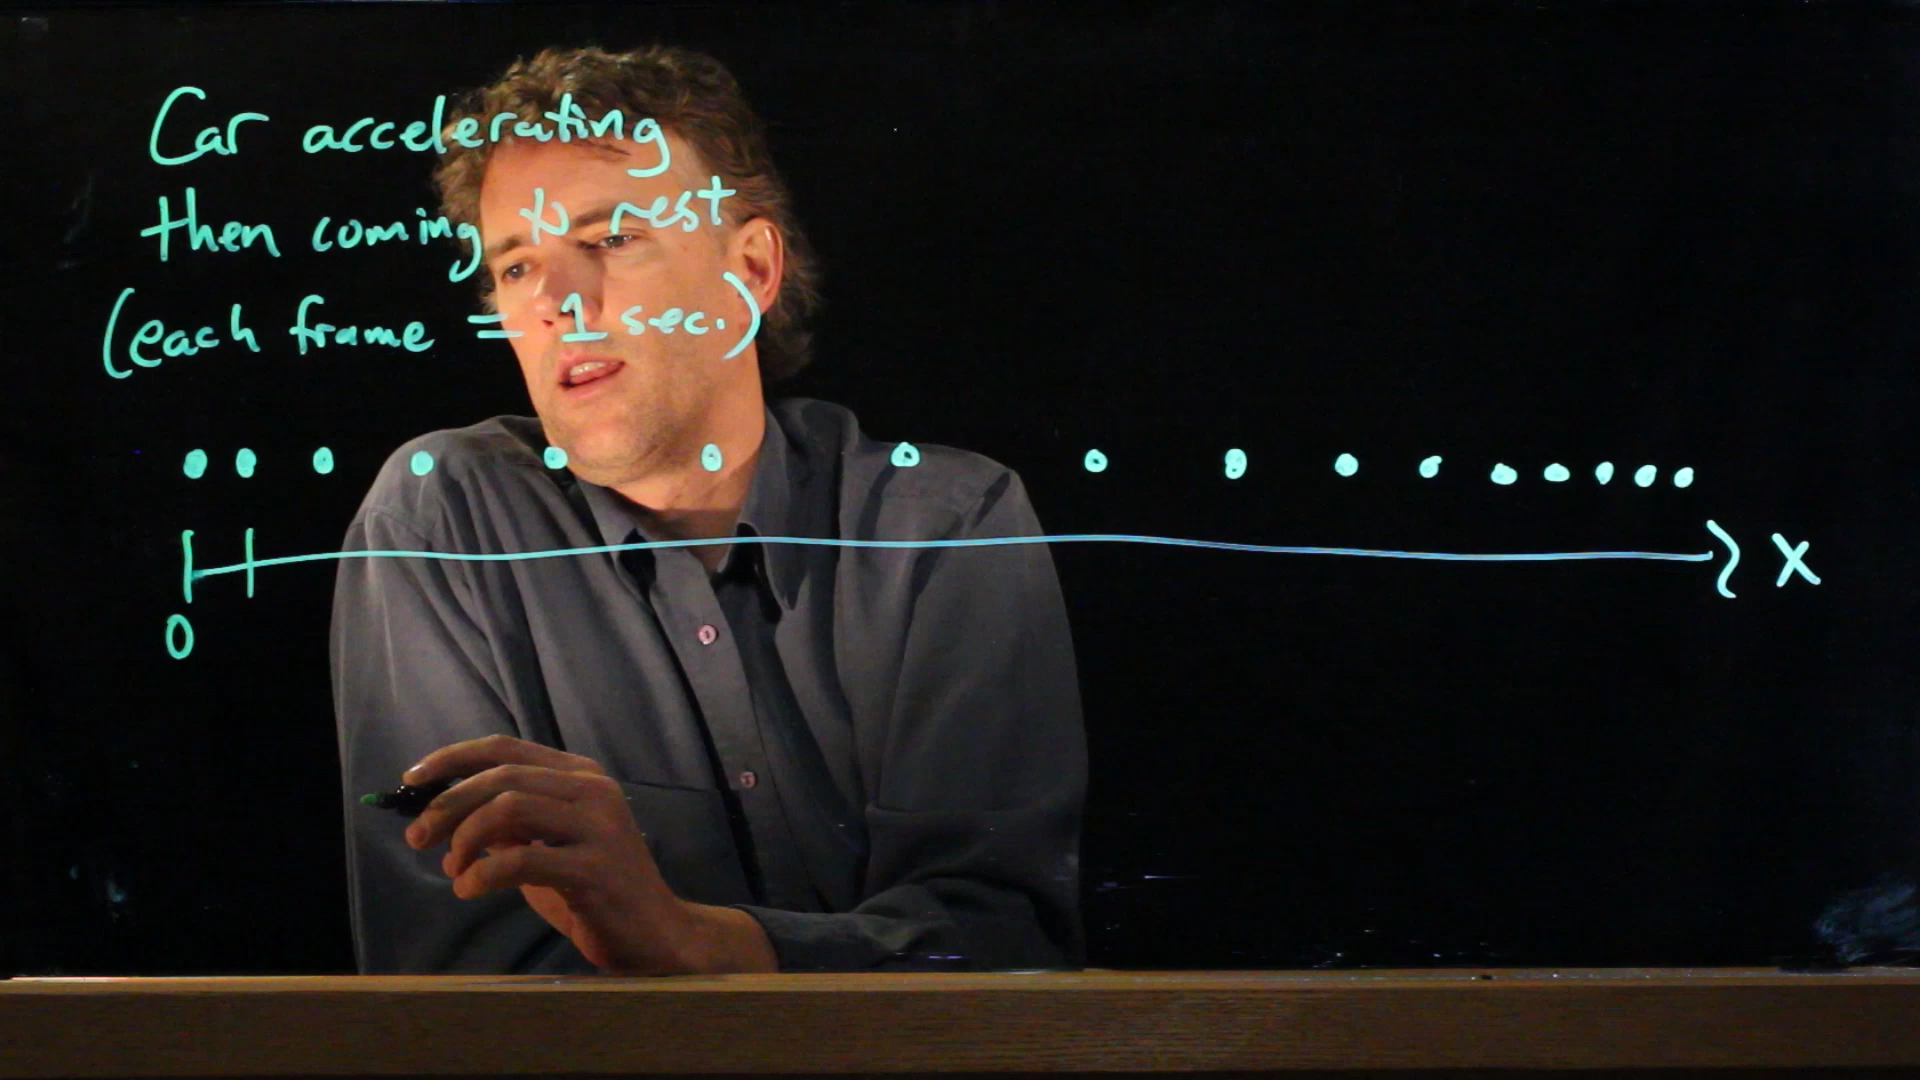 Car accelerating
then coming to rest
(each frame = 1 sec.)
0
x